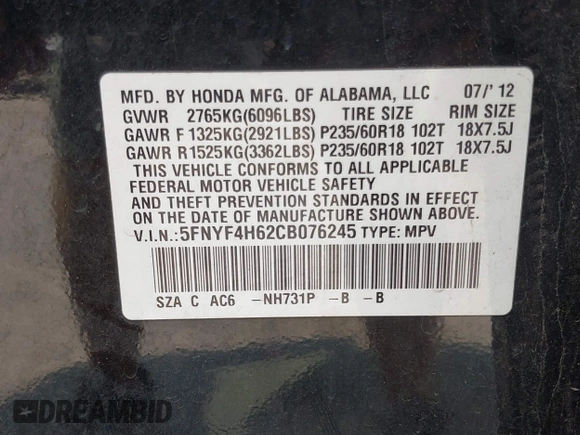 MFD. BY HONDA MFG. OF ALABAMA, LLC 07/'12
GVWR 2765KG(6096LBS) TIRE SIZE RIM SIZE
GAWR F 1325KG(2921LBS) P235/60R18 102T 18X7.5J
GAWR R1525KG(3362LBS) P235/60R18 102T 18X7.5J
THIS VEHICLE CONFORMS TO ALL APPLICABLE
FEDERAL MOTOR VEHICLE SAFETY
AND THEFT PREVENTION STANDARDS IN EFFECT
ON THE DATE OF MANUFACTURE SHOWN ABOVE.
V.I.N.:5FNYF4H62CB076245 TYPE: MPV
SZA C AC6 -NH731P -B -B
DREAMBID